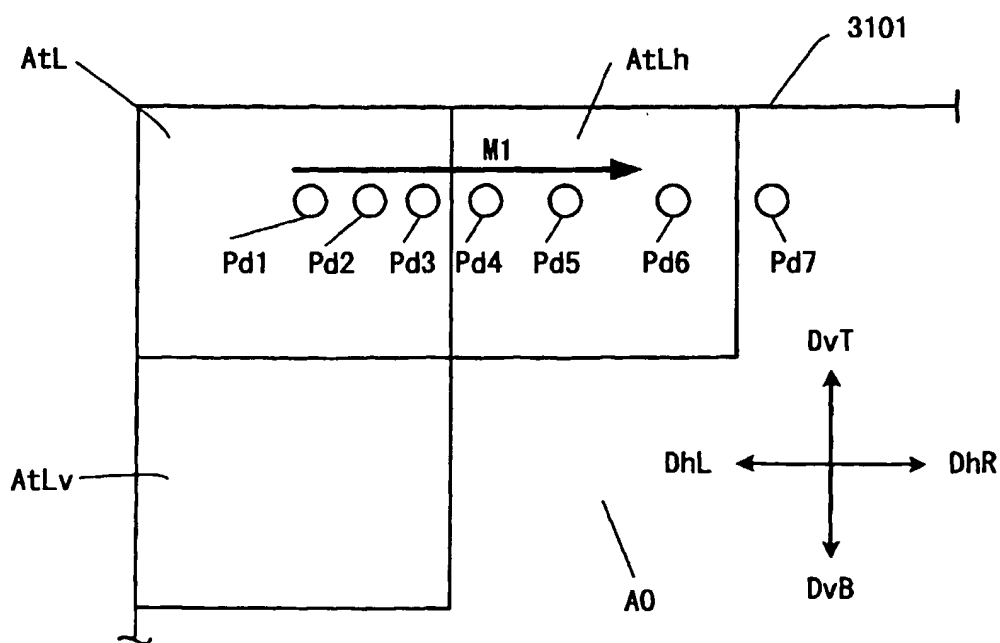 3101
AtL
AtLh
M1
Pd1 Pd2 Pd3 Pd4 Pd5 Pd6 Pd7
DvT
DhL DhR
AtLv
DvB
A0